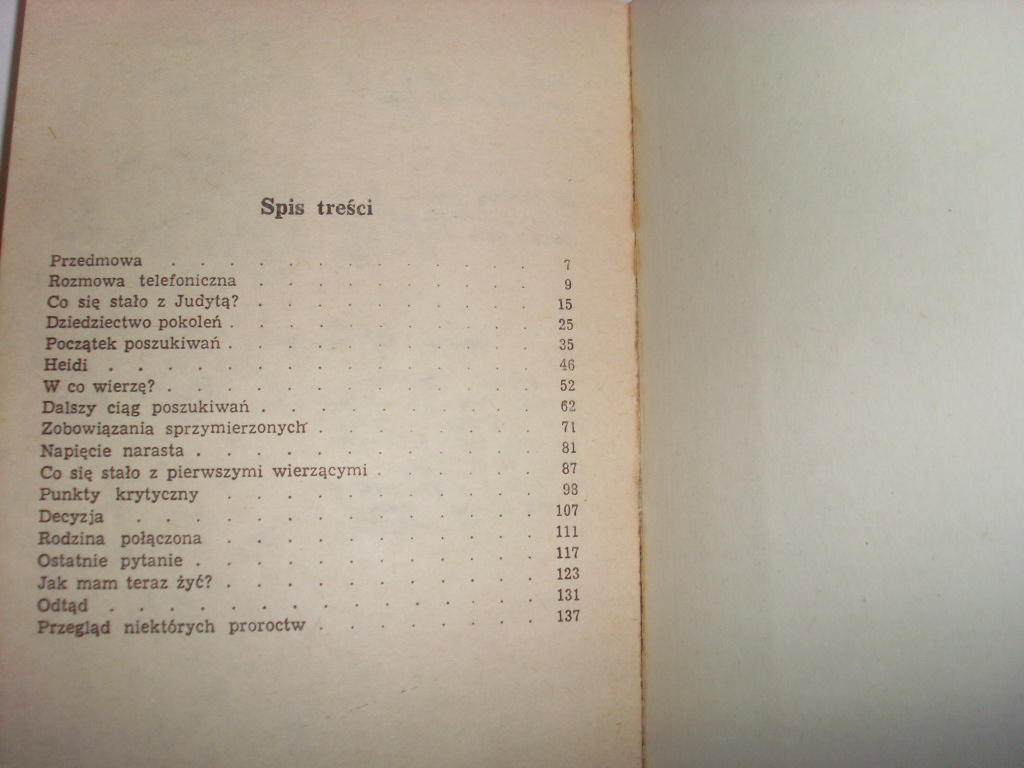 Spis treści
Przedmowa . . . . . . . . . . . . . 7
Rozmowa telefoniczna . . . . . . . . . . 9
Co się stało z Judytą? . . . . . . . . . . 15
Dziedziectwo pokoleń . . . . . . . . . . . 25
Początek poszukiwań . . . . . . . . . . . 35
Heidi . . . . . . . . . . . . . . . 46
W co wierzę? . . . . . . . . . . . . . 52
Dalszy ciąg poszukiwań . . . . . . . . . . 62
Zobowiązania sprzymierzonych . . . . . . . . 71
Napięcie narasta . . . . . . . . . . . . 81
Co się stało z pierwszymi wierzącymi . . . . . . 87
Punkty krytyczny . . . . . . . . . . . 98
Decyzja . . . . . . . . . . . . . . 107
Rodzina połączona . . . . . . . . . . . 111
Ostatnie pytanie . . . . . . . . . . . . 117
Jak mam teraz żyć? . . . . . . . . . . . 123
Odtąd . . . . . . . . . . . . . . . 131
Przegląd niektórych proroctw . . . . . . . . 137